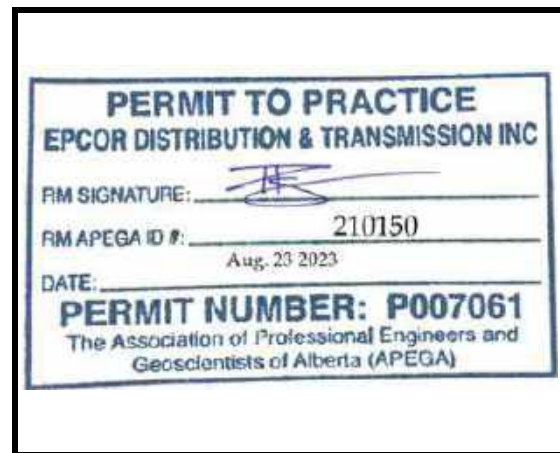 PERMIT TO PRACTICE
EPCOR DISTRIBUTION & TRANSMISSION INC
RM SIGNATURE:
RM APEGA ID #: 210150
Aug. 23 2023
DATE:
PERMIT NUMBER: P007061
The Association of Professional Engineers and
Geoscientists of Alberta (APEGA)